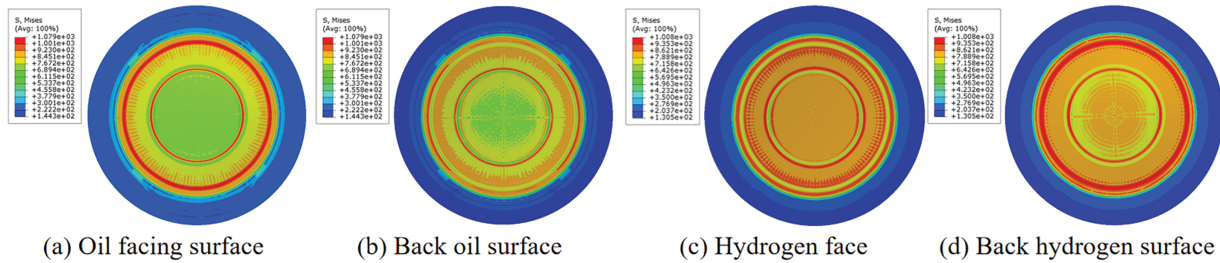 S, Mises
(Avg: 100%)
+1.079e+03
+1.001e+03
+9.230e+02
+8.451e+02
+7.672e+02
+6.894e+02
+6.115e+02
+5.337e+02
+4.558e+02
+3.779e+02
+3.001e+02
+2.222e+02
+1.443e+02
S, Mises
(Avg: 100%)
+1.079e+03
+1.001e+03
+9.230e+02
+8.451e+02
+7.672e+02
+6.894e+02
+6.115e+02
+5.337e+02
+4.558e+02
+3.779e+02
+3.001e+02
+2.222e+02
+1.443e+02
S, Mises
(Avg: 100%)
+1.008e+03
+9.353e+02
+8.621e+02
+7.889e+02
+7.158e+02
+6.426e+02
+5.695e+02
+4.963e+02
+4.232e+02
+3.500e+02
+2.769e+02
+2.037e+02
+1.305e+02
S, Mises
(Avg: 100%)
+1.008e+03
+9.353e+02
+8.621e+02
+7.889e+02
+7.158e+02
+6.426e+02
+5.695e+02
+4.963e+02
+4.232e+02
+3.500e+02
+2.769e+02
+2.037e+02
+1.305e+02
(a) Oil facing surface
(b) Back oil surface
(c) Hydrogen face
(d) Back hydrogen surface